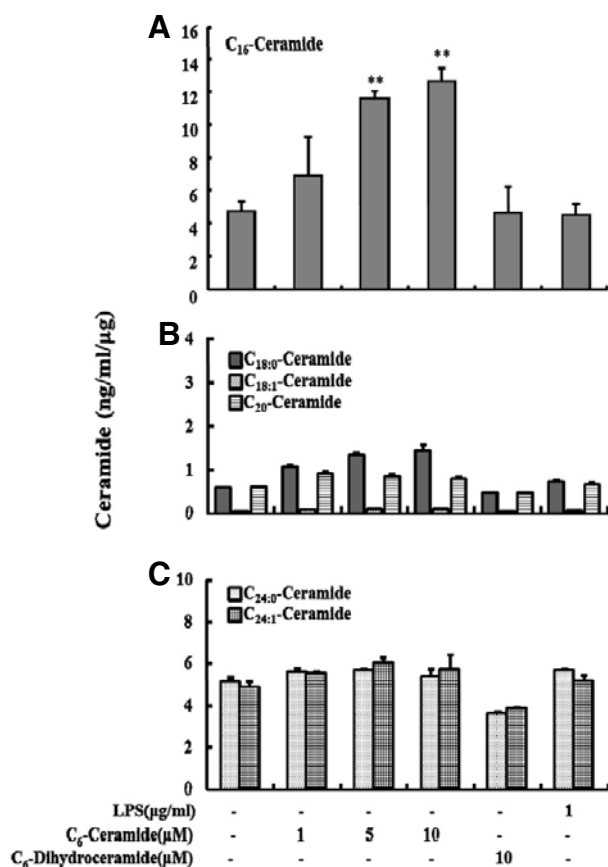 A
C16-Ceramide
16
14
12
10
8
6
4
2
0
**
**
Ceramide (ng/ml/µg)
B
4
3
2
1
0
C18:0-Ceramide
C18:1-Ceramide
C20-Ceramide
C
10
8
6
4
2
0
C24:0-Ceramide
C24:1-Ceramide
LPS(µg/ml) - - - - - 1
C6-Ceramide(µM) - 1 5 10 - -
C6-Dihydroceramide(µM) - - - - 10 -